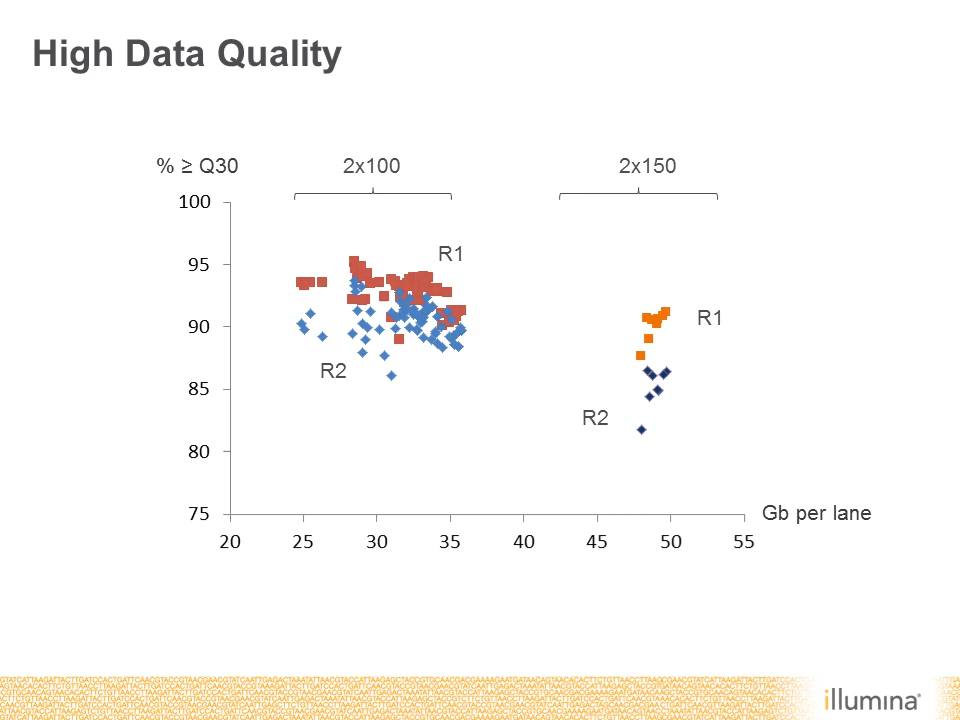 High Data Quality
% ≥ Q30
2x100
2x150
100
95
90
85
80
75
R1
R2
R1
R2
Gb per lane
20 25 30 35 40 45 50 55
illumina®